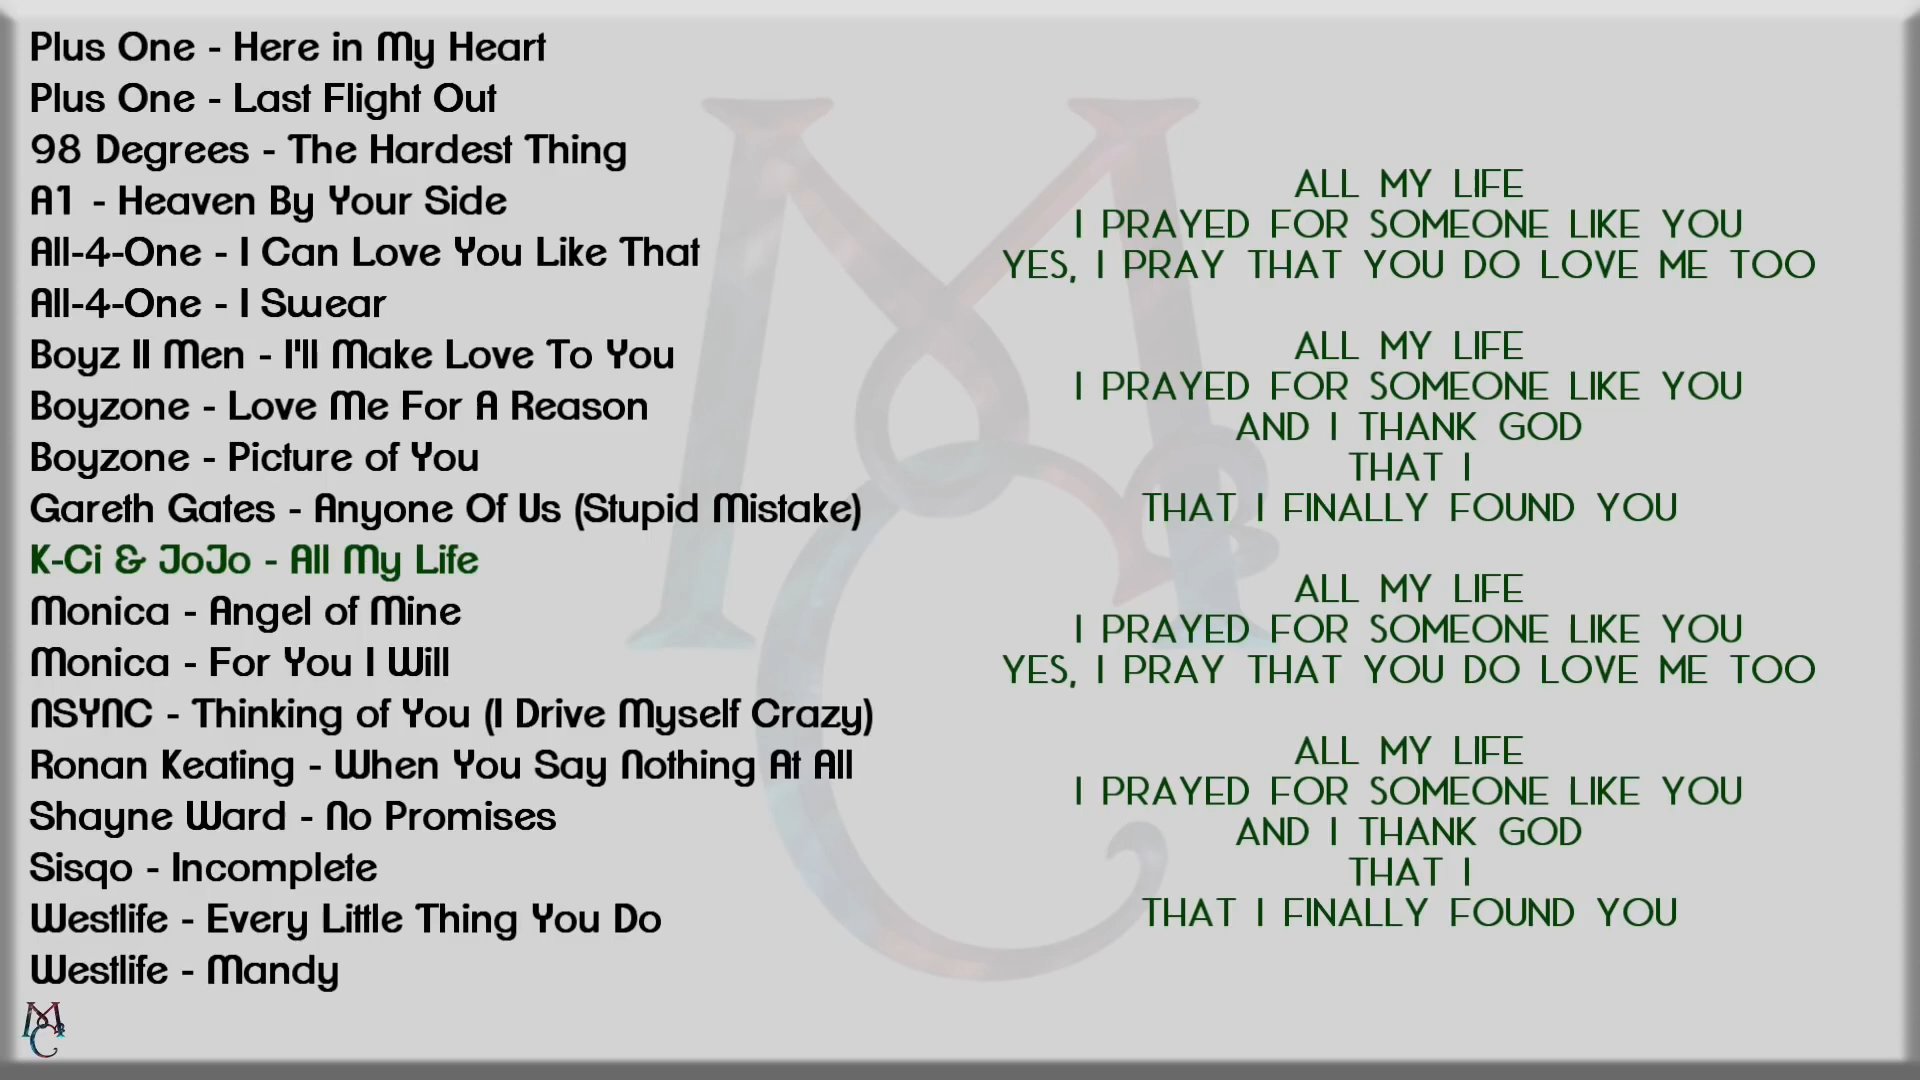 Plus One - Here in My Heart
Plus One - Last Flight Out
98 Degrees - The Hardest Thing
A1 - Heaven By Your Side
All-4-One - I Can Love You Like That
All-4-One - I Swear
Boyz II Men - I'll Make Love To You
Boyzone - Love Me For A Reason
Boyzone - Picture of You
Gareth Gates - Anyone Of Us (Stupid Mistake)
K-Ci & JoJo - All My Life
Monica - Angel of Mine
Monica - For You I Will
NSYNC - Thinking of You (I Drive Myself Crazy)
Ronan Keating - When You Say Nothing At All
Shayne Ward - No Promises
Sisqo - Incomplete
Westlife - Every Little Thing You Do
Westlife - Mandy
ALL MY LIFE
I PRAYED FOR SOMEONE LIKE YOU
YES, I PRAY THAT YOU DO LOVE ME TOO
ALL MY LIFE
I PRAYED FOR SOMEONE LIKE YOU
AND I THANK GOD
THAT I
THAT I FINALLY FOUND YOU
ALL MY LIFE
I PRAYED FOR SOMEONE LIKE YOU
YES, I PRAY THAT YOU DO LOVE ME TOO
ALL MY LIFE
I PRAYED FOR SOMEONE LIKE YOU
AND I THANK GOD
THAT I
THAT I FINALLY FOUND YOU